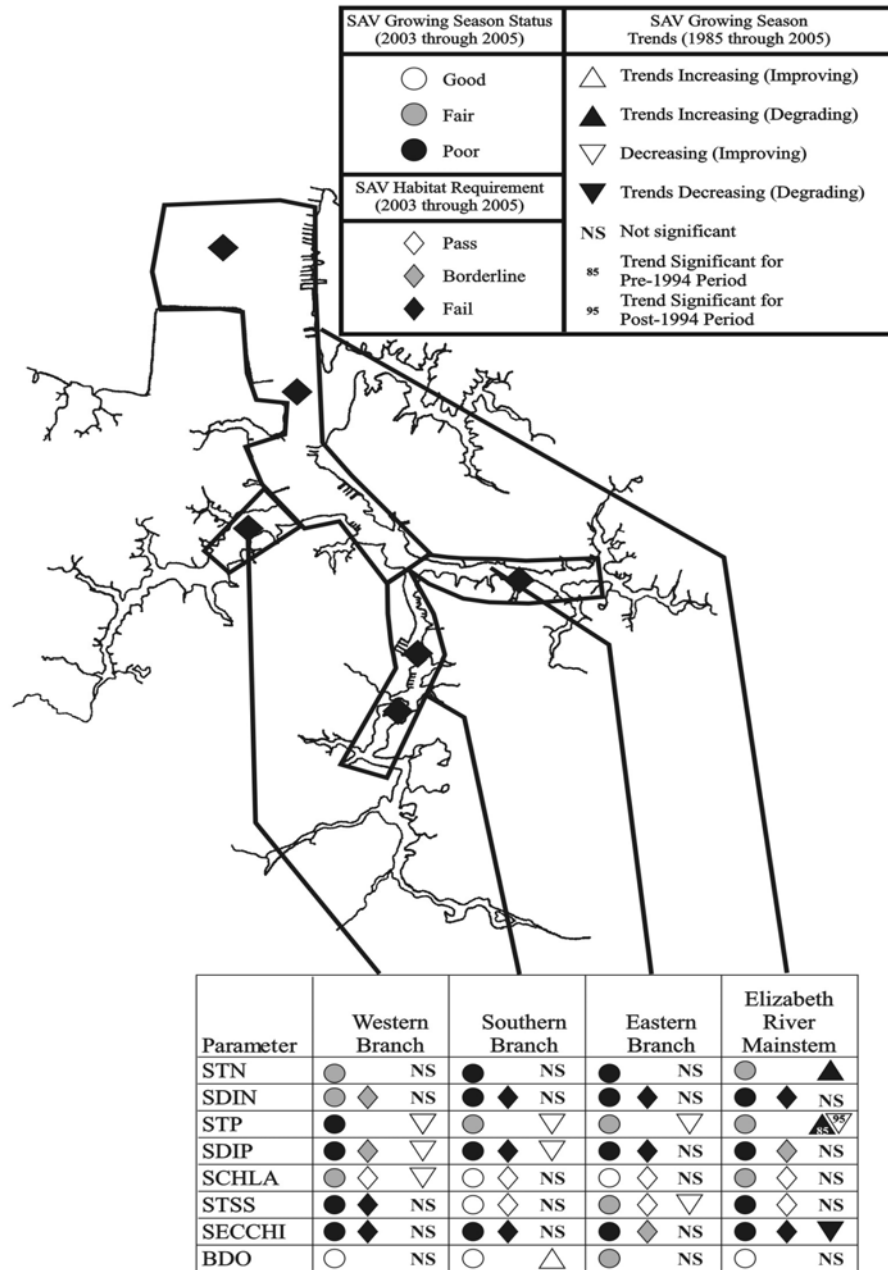 SAV Growing Season Status
(2003 through 2005)
Good
Fair
Poor
SAV Habitat Requirement
(2003 through 2005)
Pass
Borderline
Fail
SAV Growing Season
Trends (1985 through 2005)
Trends Increasing (Improving)
Trends Increasing (Degrading)
Decreasing (Improving)
Trends Decreasing (Degrading)
NS Not significant
85 Trend Significant for
Pre-1994 Period
95 Trend Significant for
Post-1994 Period
Parameter
Western
Branch
Southern
Branch
Eastern
Branch
Elizabeth
River
Mainstem
STN NS NS NS
SDIN NS NS NS NS
STP 85 95
SDIP NS NS
SCHLA NS NS NS
STSS NS NS NS
SECCHI NS NS NS
BDO NS NS NS